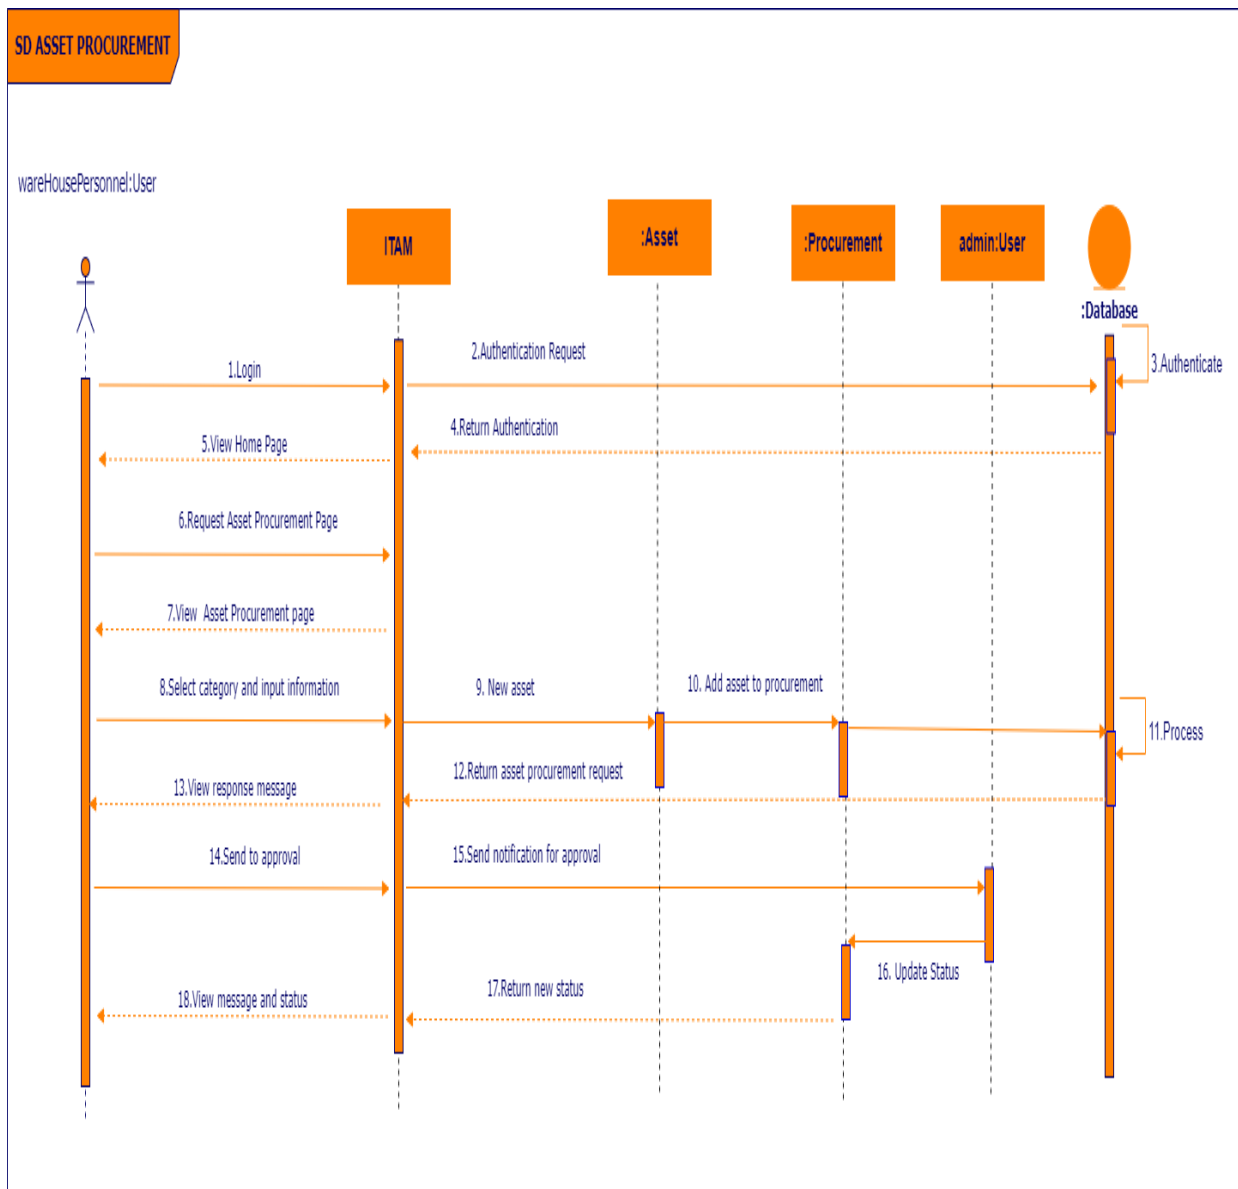 SD ASSET PROCUREMENT
wareHousePersonnel:User
ITAM
:Asset
:Procurement
admin:User
:Database
1.Login
2.Authentication Request
3.Authenticate
4.Return Authentication
5.View Home Page
6.Request Asset Procurement Page
7.View  Asset Procurement page
8.Select category and input information
9. New asset
10. Add asset to procurement
11.Process
12.Return asset procurement request
13.View response message
14.Send to approval
15.Send notification for approval
16. Update Status
17.Return new status
18.View message and status